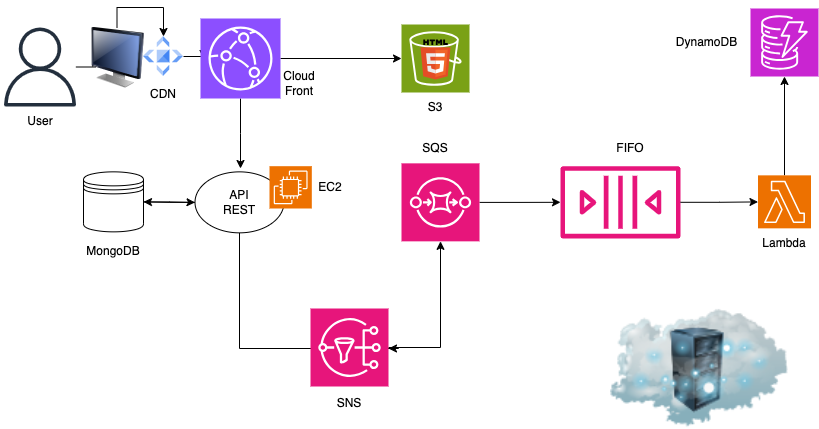 DynamoDB
HTML
5
CDN
Cloud
Front
S3
User
SQS
FIFO
API
REST
EC2
MongoDB
Lambda
SNS